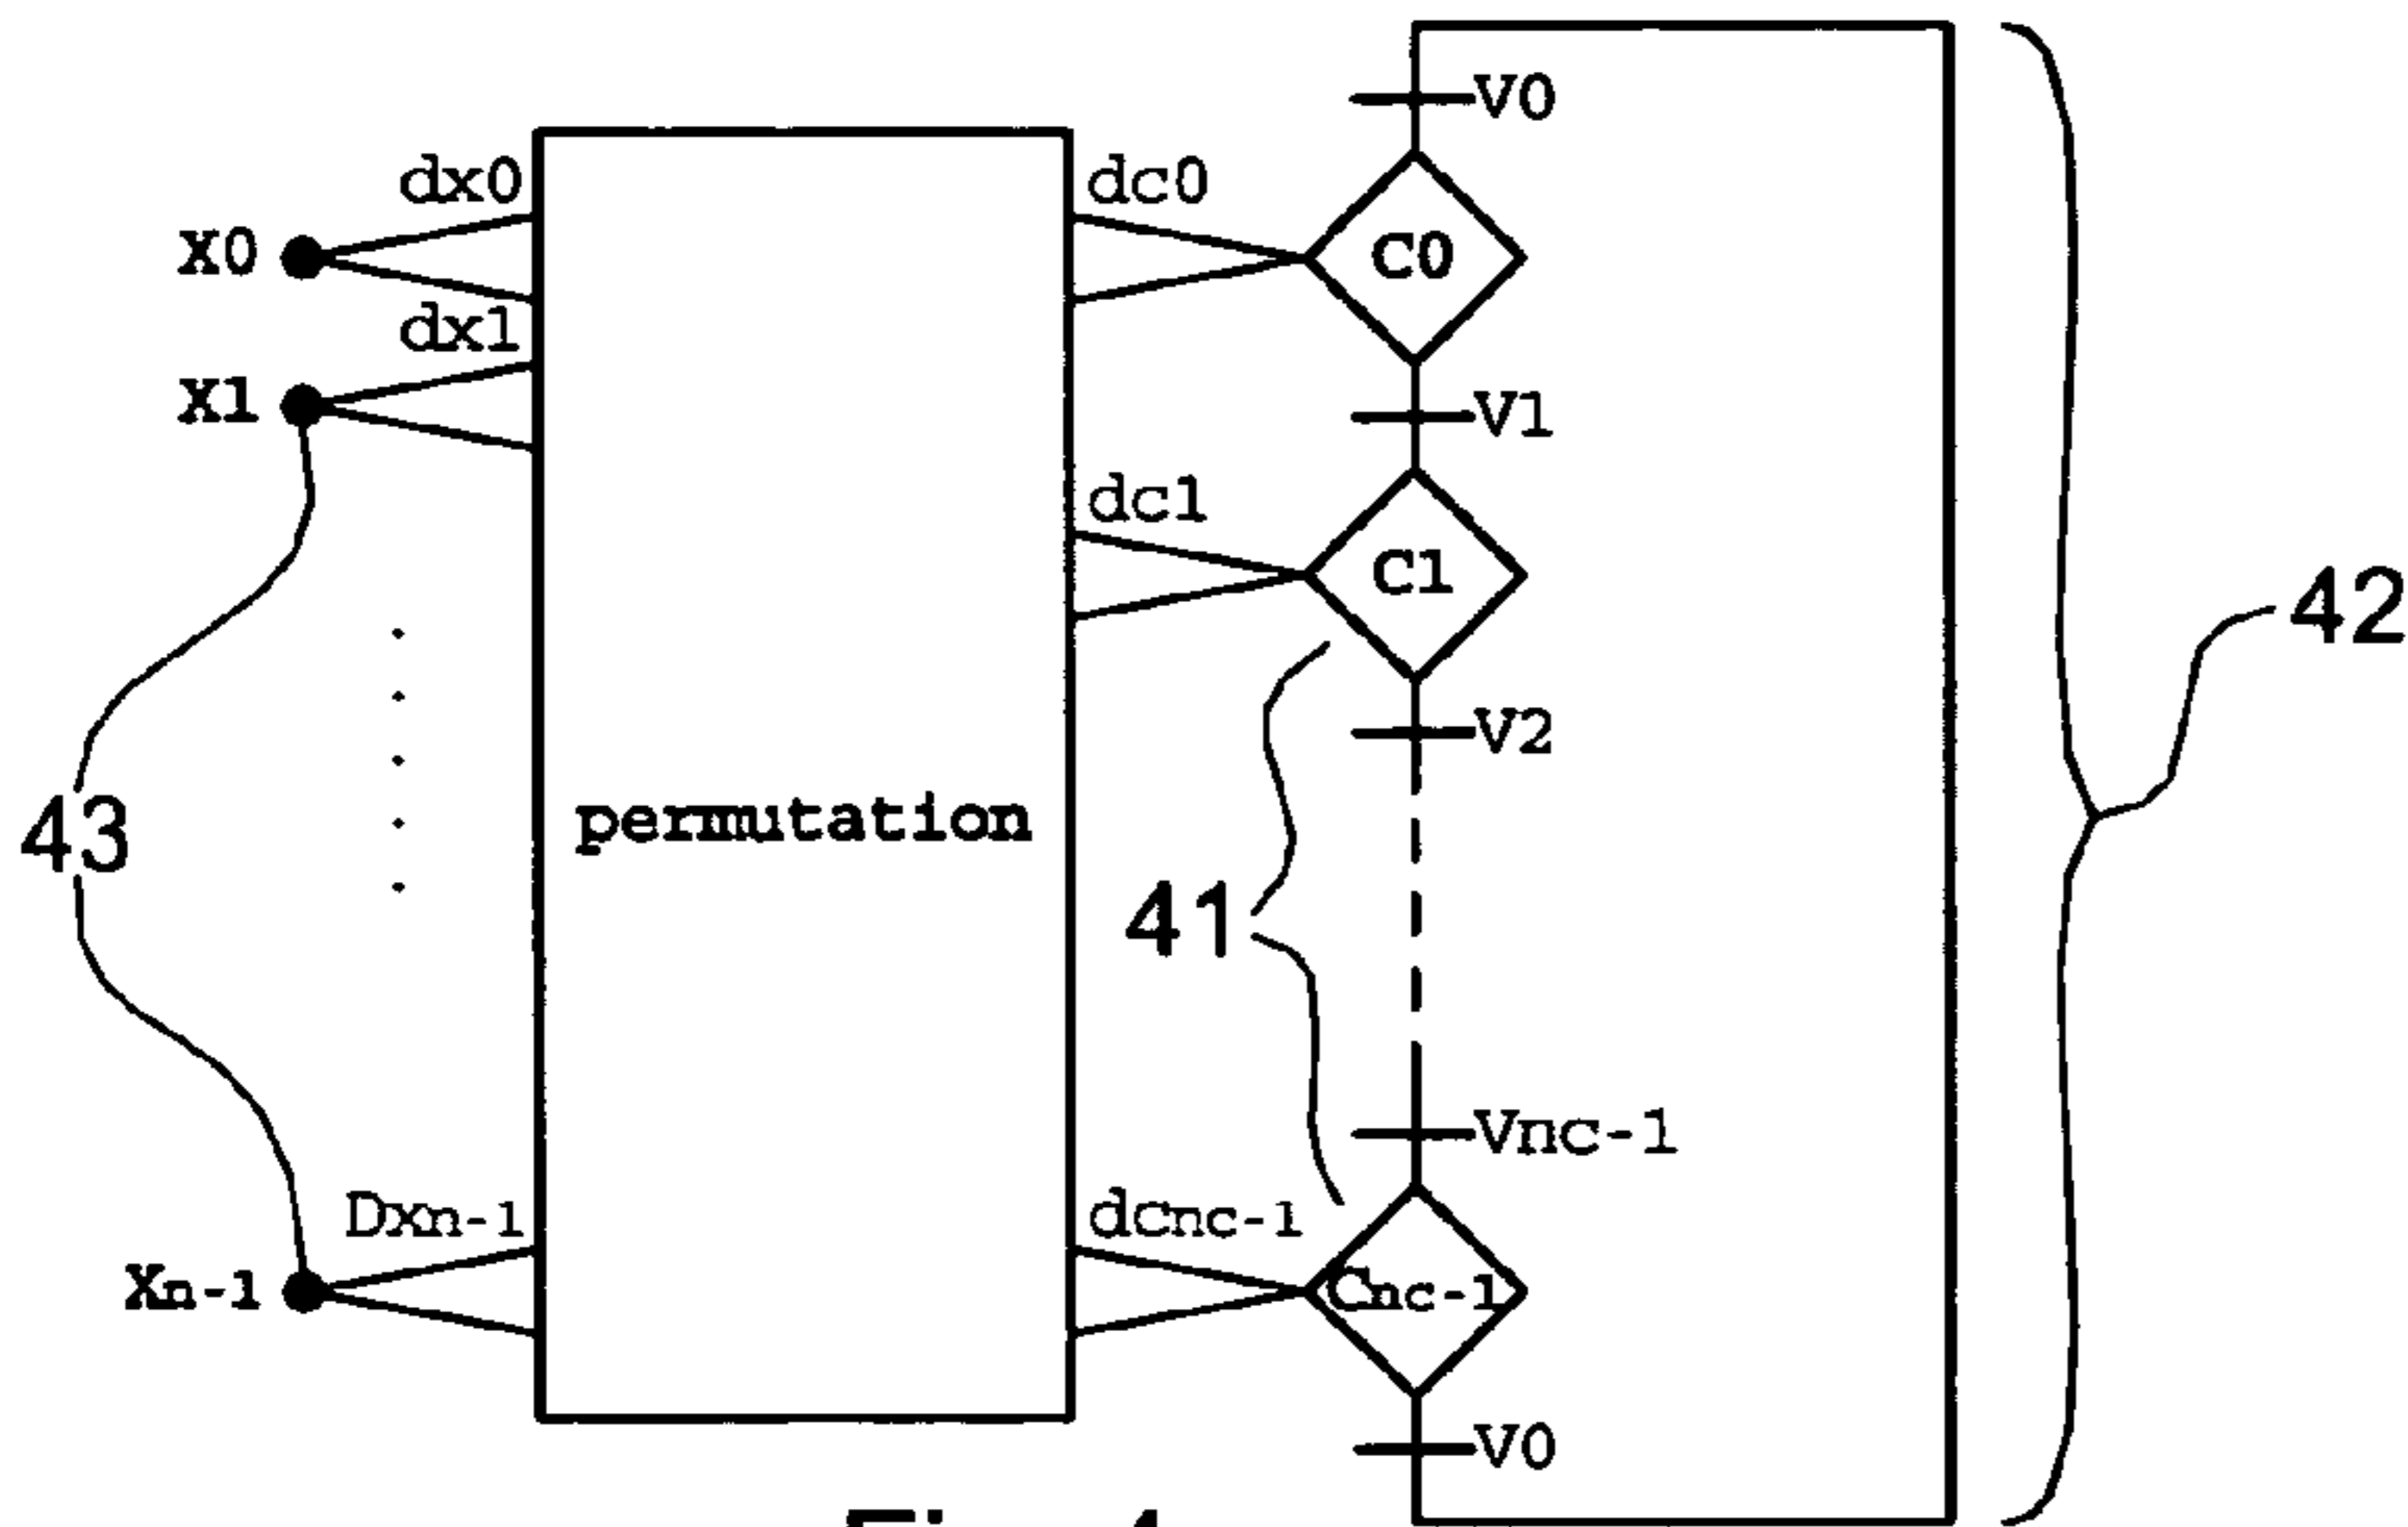 V0
dx0
dc0
X0
C0
dx1
X1
V1
dc1
C1
42
V2
43
permutation
41
Vnc-1
Dxn-1
dcnc-1
Xn-1
Cnc-1
V0